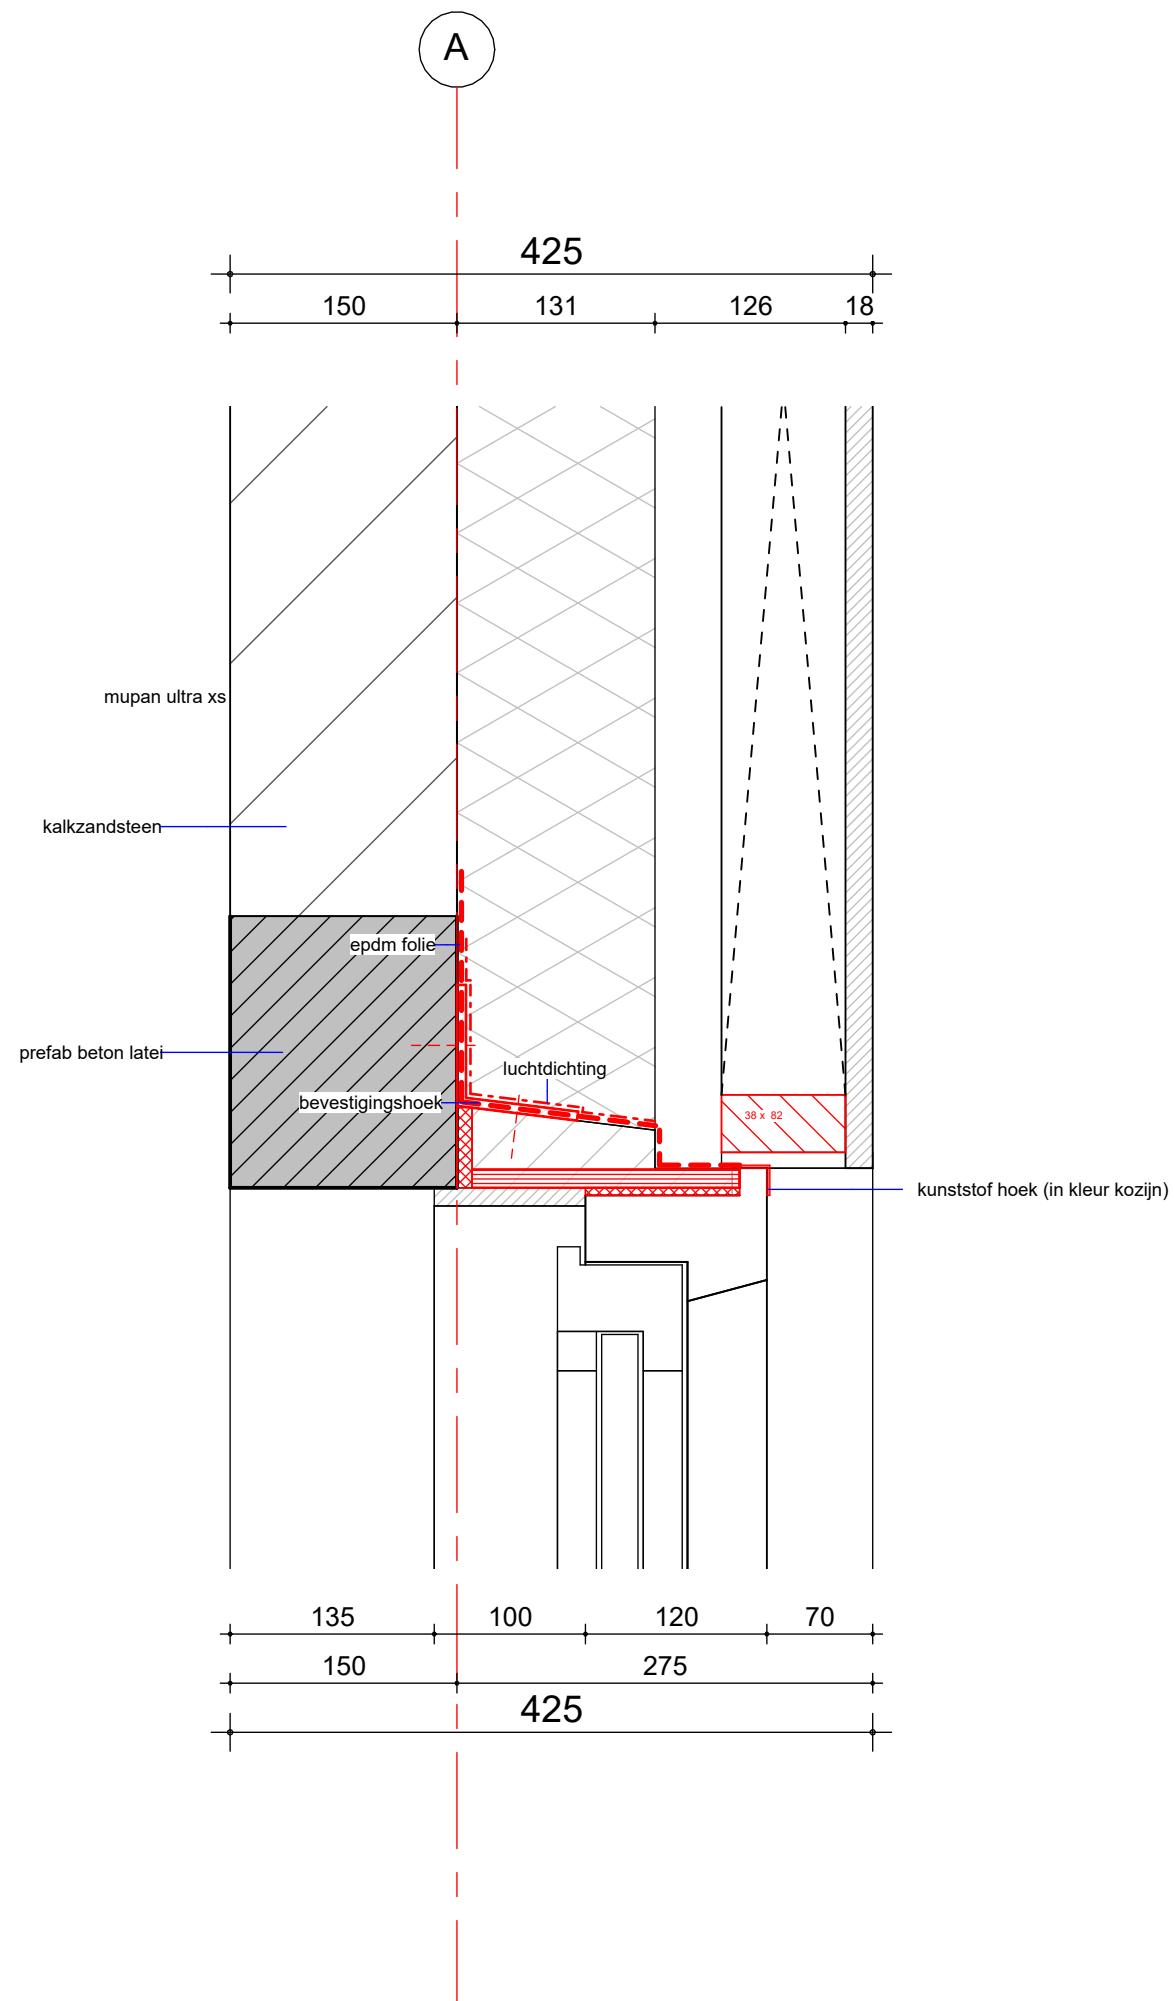 A
425
150 131 126 18
mupan ultra xs
kalkzandsteen
epdm folie
prefab beton latei
luchtdichting
bevestigingshoek
38 x 82
kunststof hoek (in kleur kozijn)
135 100 120 70
150 275
425